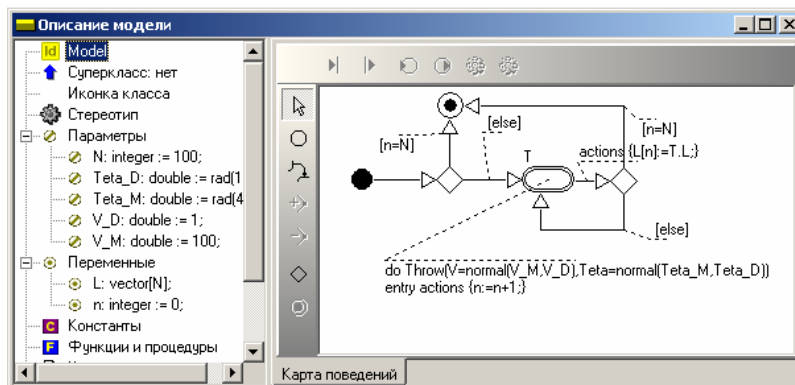 Описание модели
Id Model
Суперкласс: нет
Иконка класса
Стереотип
Параметры
N: integer := 100;
Teta_D: double := rad(1
Teta_M: double := rad(4
V_D: double := 1;
V_M: double := 100;
Переменные
L: vector[N];
n: integer := 0;
C Константы
F Функции и процедуры
[n=N]
[else]
[n=N]
T
actions {L[n]:=T.L;}
[else]
do Throw(V=normal(V_M,V_D),Teta=normal(Teta_M,Teta_D))
entry actions {n:=n+1;}
Карта поведений